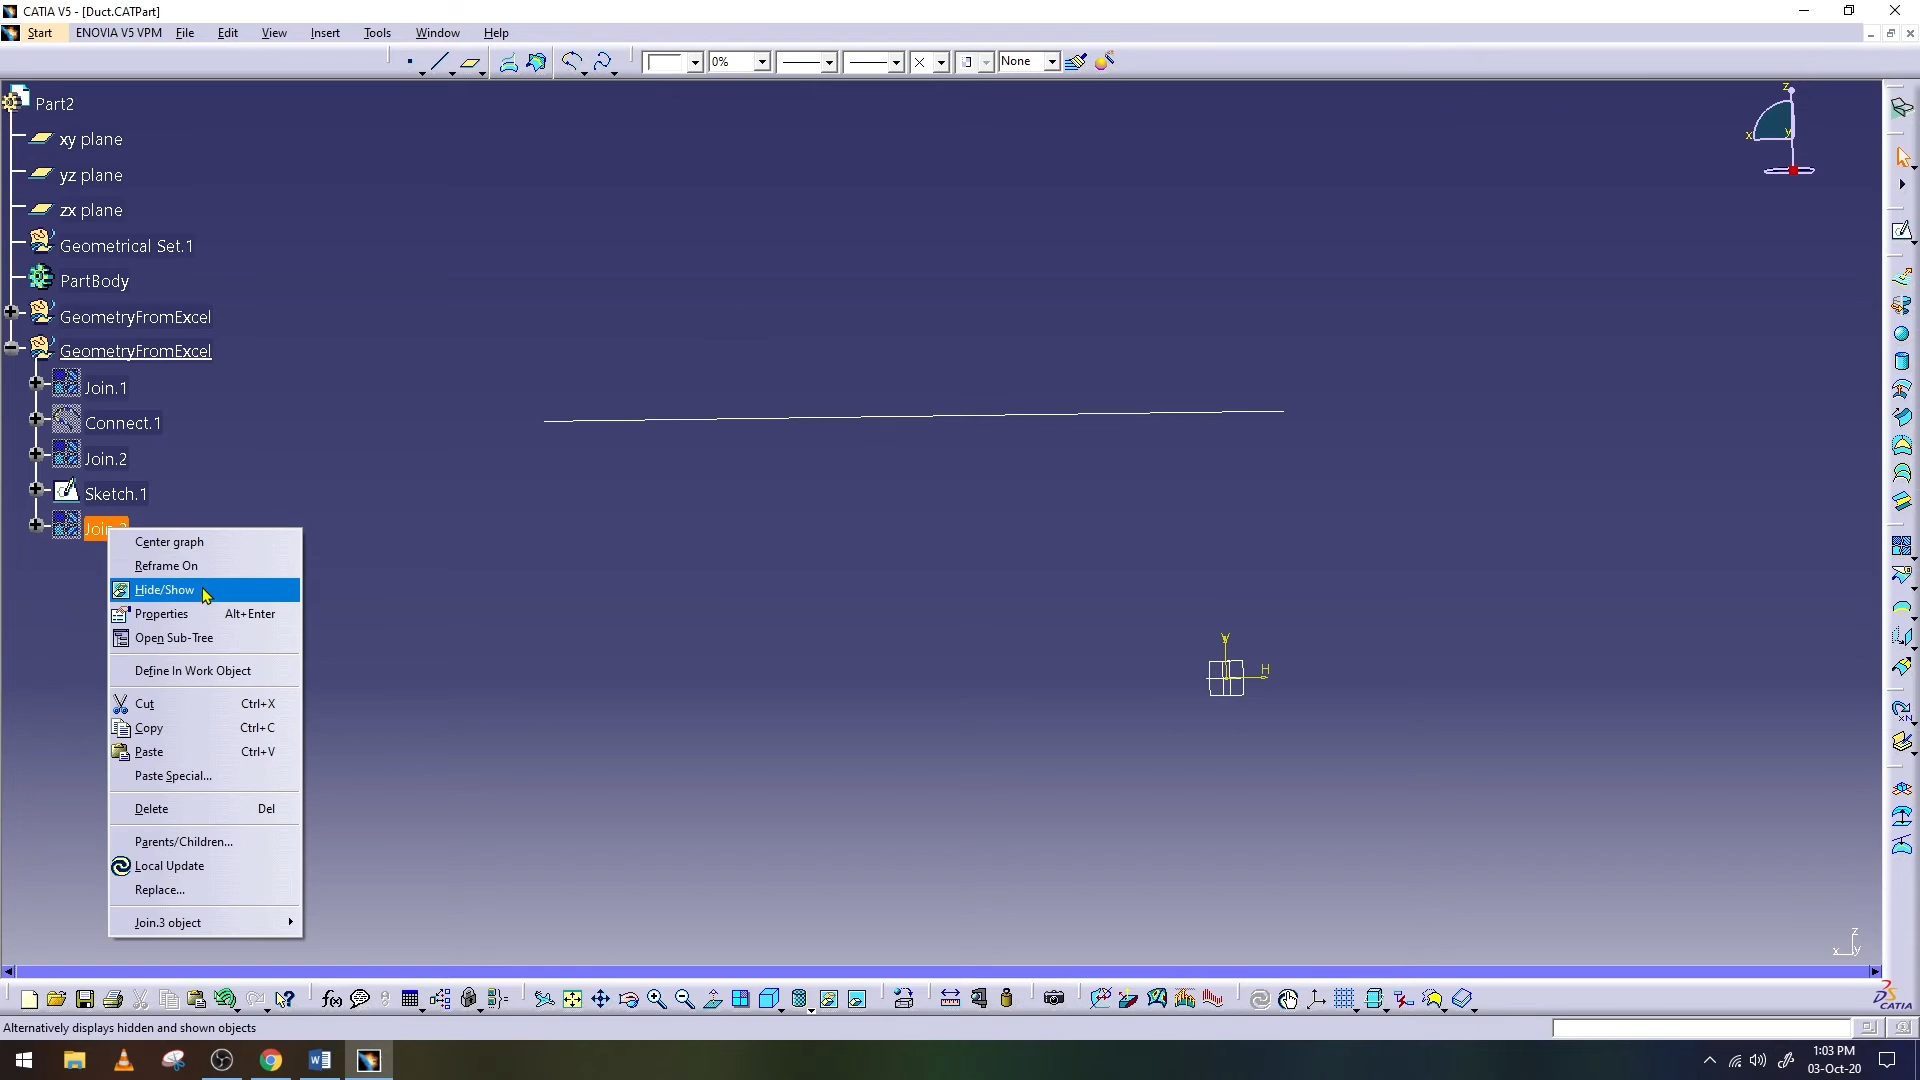 CATIA V5 - [Duct.CATPart]
Start
ENOVIA V5 VPM
File
Edit
View
Insert
Tools
Window
Help
0%
None
Part2
xy plane
yz plane
zx plane
Geometrical Set.1
PartBody
GeometryFromExcel
GeometryFromExcel
Join.1
Connect.1
Join.2
Sketch.1
Center graph
Reframe On
Hide/Show
Properties Alt+Enter
Open Sub-Tree
Define In Work Object
Cut Ctrl+X
Copy Ctrl+C
Paste Ctrl+V
Paste Special...
Delete Del
Parents/Children...
Local Update
Replace...
Join.3 object
z
x
y
V
H
z
x
y
f(x)
CATIA
Alternatively displays hidden and shown objects
1:03 PM
03-Oct-20